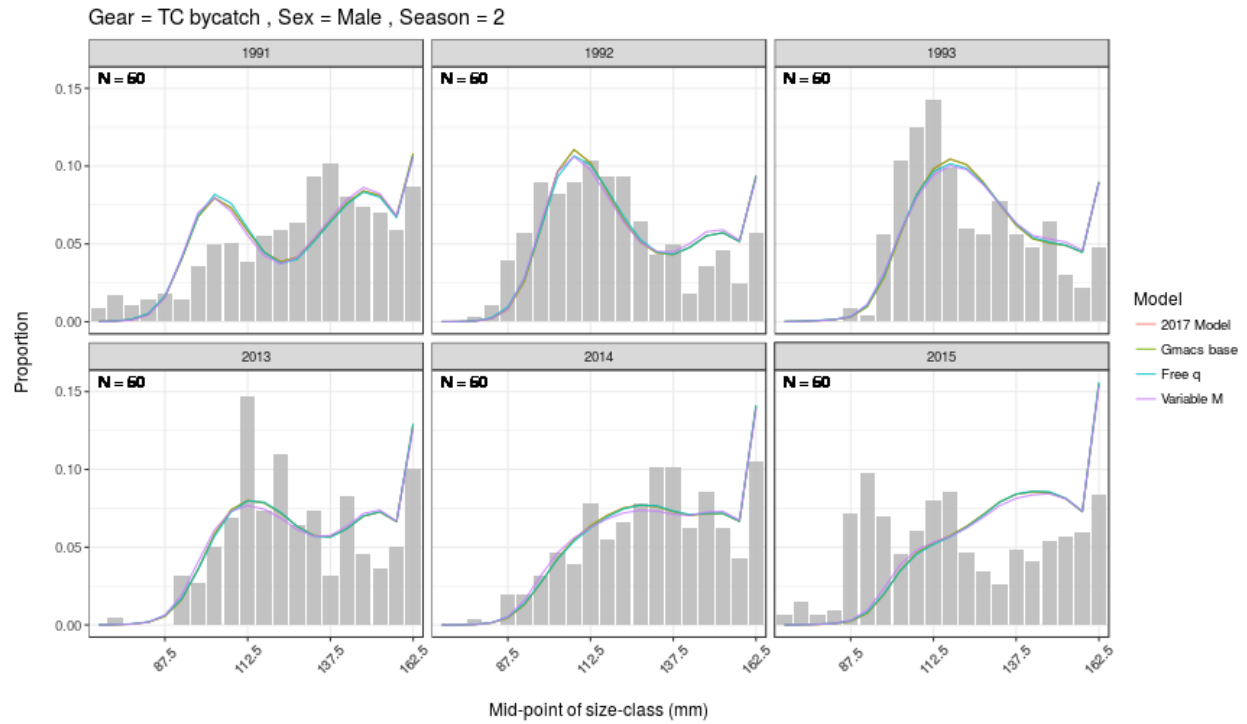 Gear = TC bycatch , Sex = Male , Season = 2
1991
1992
1993
N = 60
N = 60
N = 60
0.15
0.10
0.05
0.00
2013
2014
2015
N = 60
N = 60
N = 60
0.15
0.10
0.05
0.00
87.5
112.5
137.5
162.5
87.5
112.5
137.5
162.5
87.5
112.5
137.5
162.5
Proportion
Mid-point of size-class (mm)
Model
2017 Model
Gmacs base
Free q
Variable M